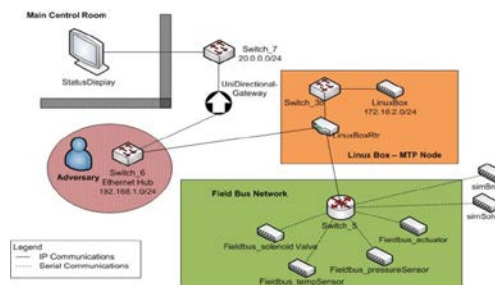 Main Control Room
StatusDisplay
Switch_7
20.0.0.0/24
UniDirectional-
Gateway
Switch_3
LinuxBox
172.16.2.0/24
LinuxBoxRtr
Linux Box – MTP Node
Adversary
Switch_6
Ethernet Hub
192.168.1.0/24
Field Bus Network
Switch_5
Fieldbus_solenoid Valve
Fieldbus_actuator
Fieldbus_pressureSensor
Fieldbus_tempSensor
Legend
IP Communications
Serial Communications